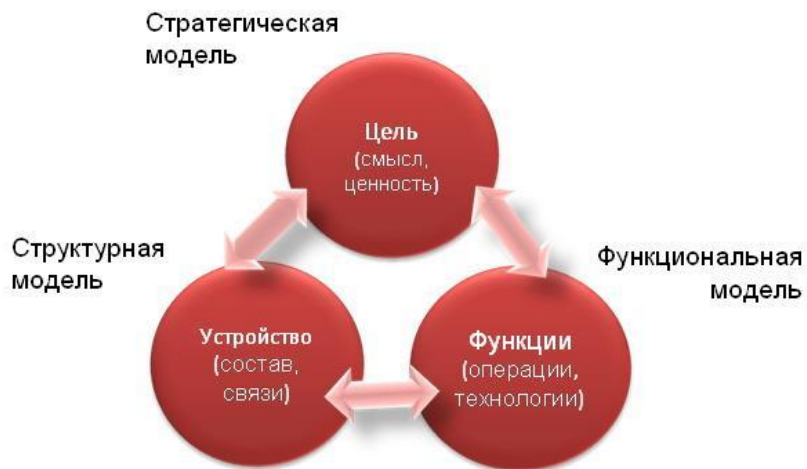 Стратегическая
модель
Цель
(смысл,
ценность)
Структурная
модель
Функциональная
модель
Устройство
(состав,
связи)
Функции
(операции,
технологии)